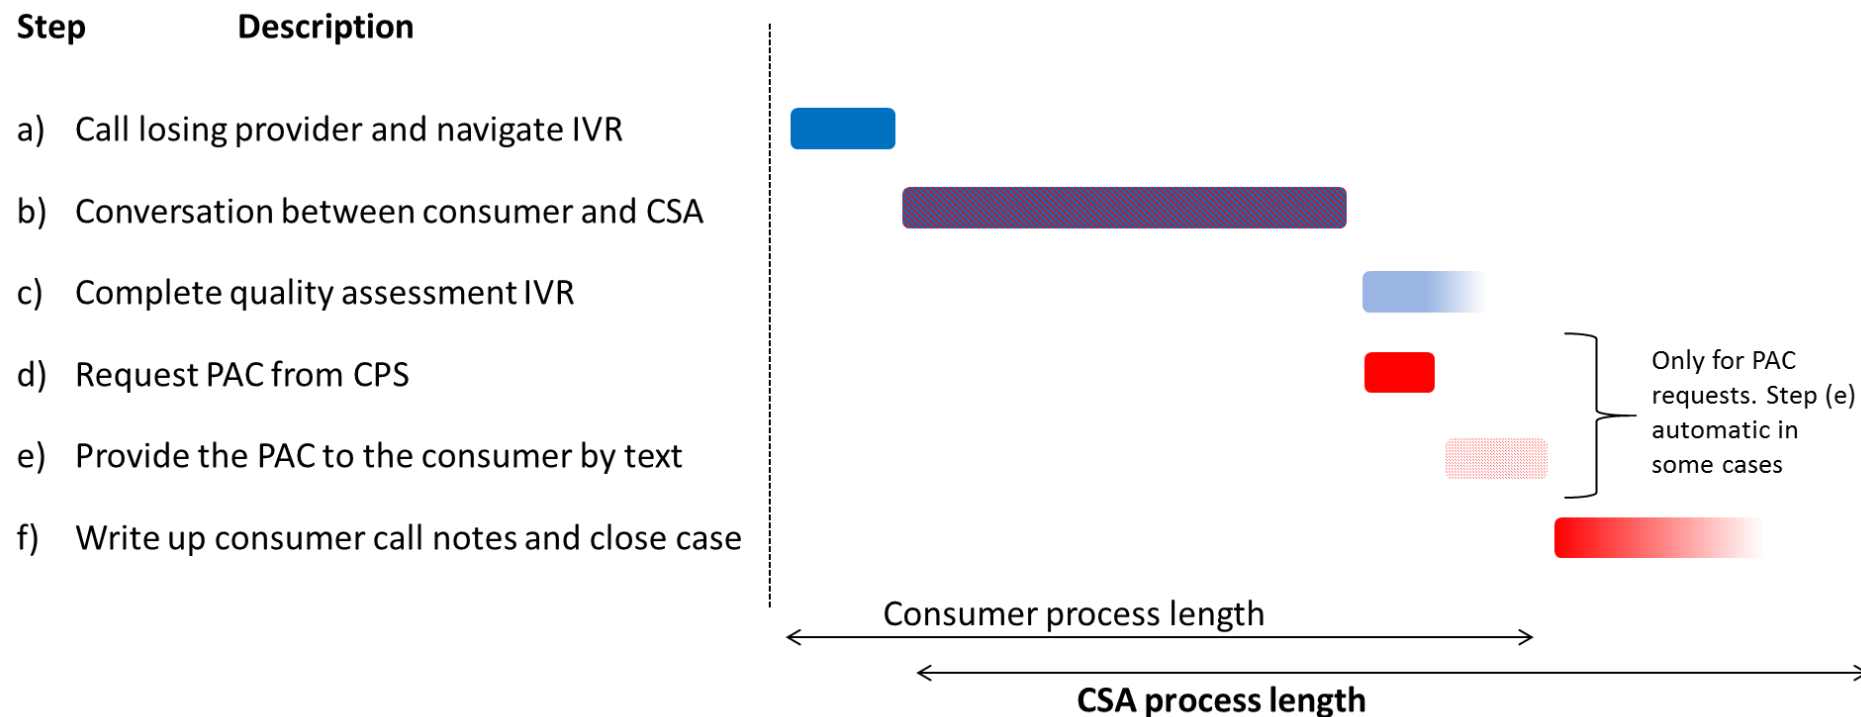 Step Description
a) Call losing provider and navigate IVR
b) Conversation between consumer and CSA
c) Complete quality assessment IVR
d) Request PAC from CPS
e) Provide the PAC to the consumer by text
f) Write up consumer call notes and close case
Only for PAC
requests. Step (e)
automatic in
some cases
Consumer process length
CSA process length